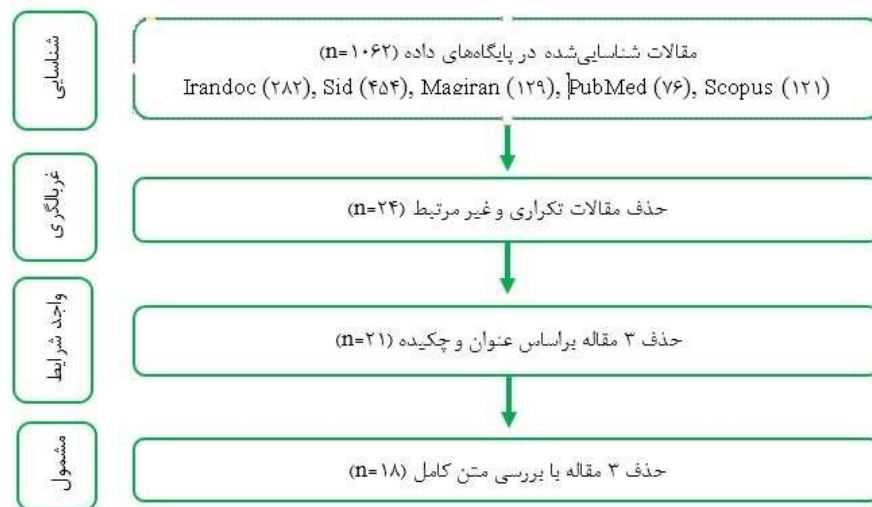 شناسایی
مقالات شناسایی‌شده در پایگاه‌های داده (n=۱۰۶۲)
Irandoc (۲۸۲), Sid (۴۵۴), Magiran (۱۲۹), PubMed (۷۶), Scopus (۱۲۱)
غربالگری
حذف مقالات تکراری و غیر مرتبط (n=۲۴)
واجد شرایط
حذف ۳ مقاله براساس عنوان و چکیده (n=۲۱)
مشمول
حذف ۳ مقاله با بررسی متن کامل (n=۱۸)